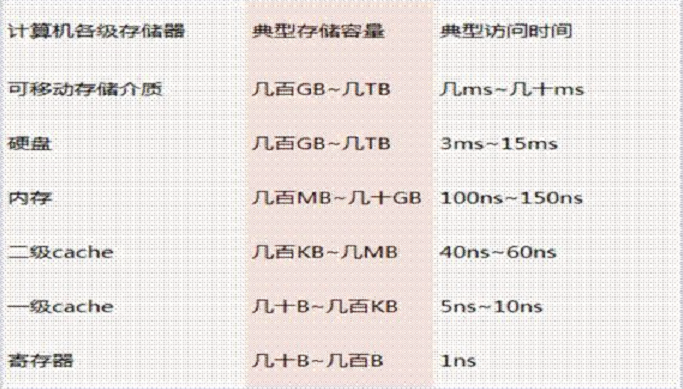 计算机各级存储器 典型存储容量 典型访问时间
可移动存储介质 几百GB~几TB 几ms~几十ms
硬盘 几百GB~几TB 3ms~15ms
内存 几百MB~几十GB 100ns~150ns
二级cache 几百KB~几MB 40ns~60ns
一级cache 几十B~几百KB 5ns~10ns
寄存器 几十B~几百B 1ns